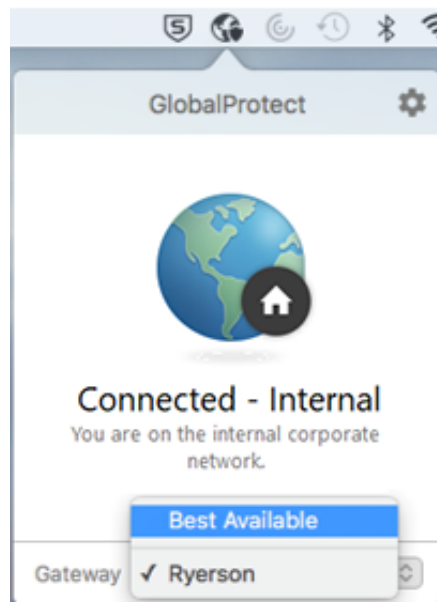 GlobalProtect
Connected - Internal
You are on the internal corporate
network.
Best Available
Gateway ✓ Ryerson